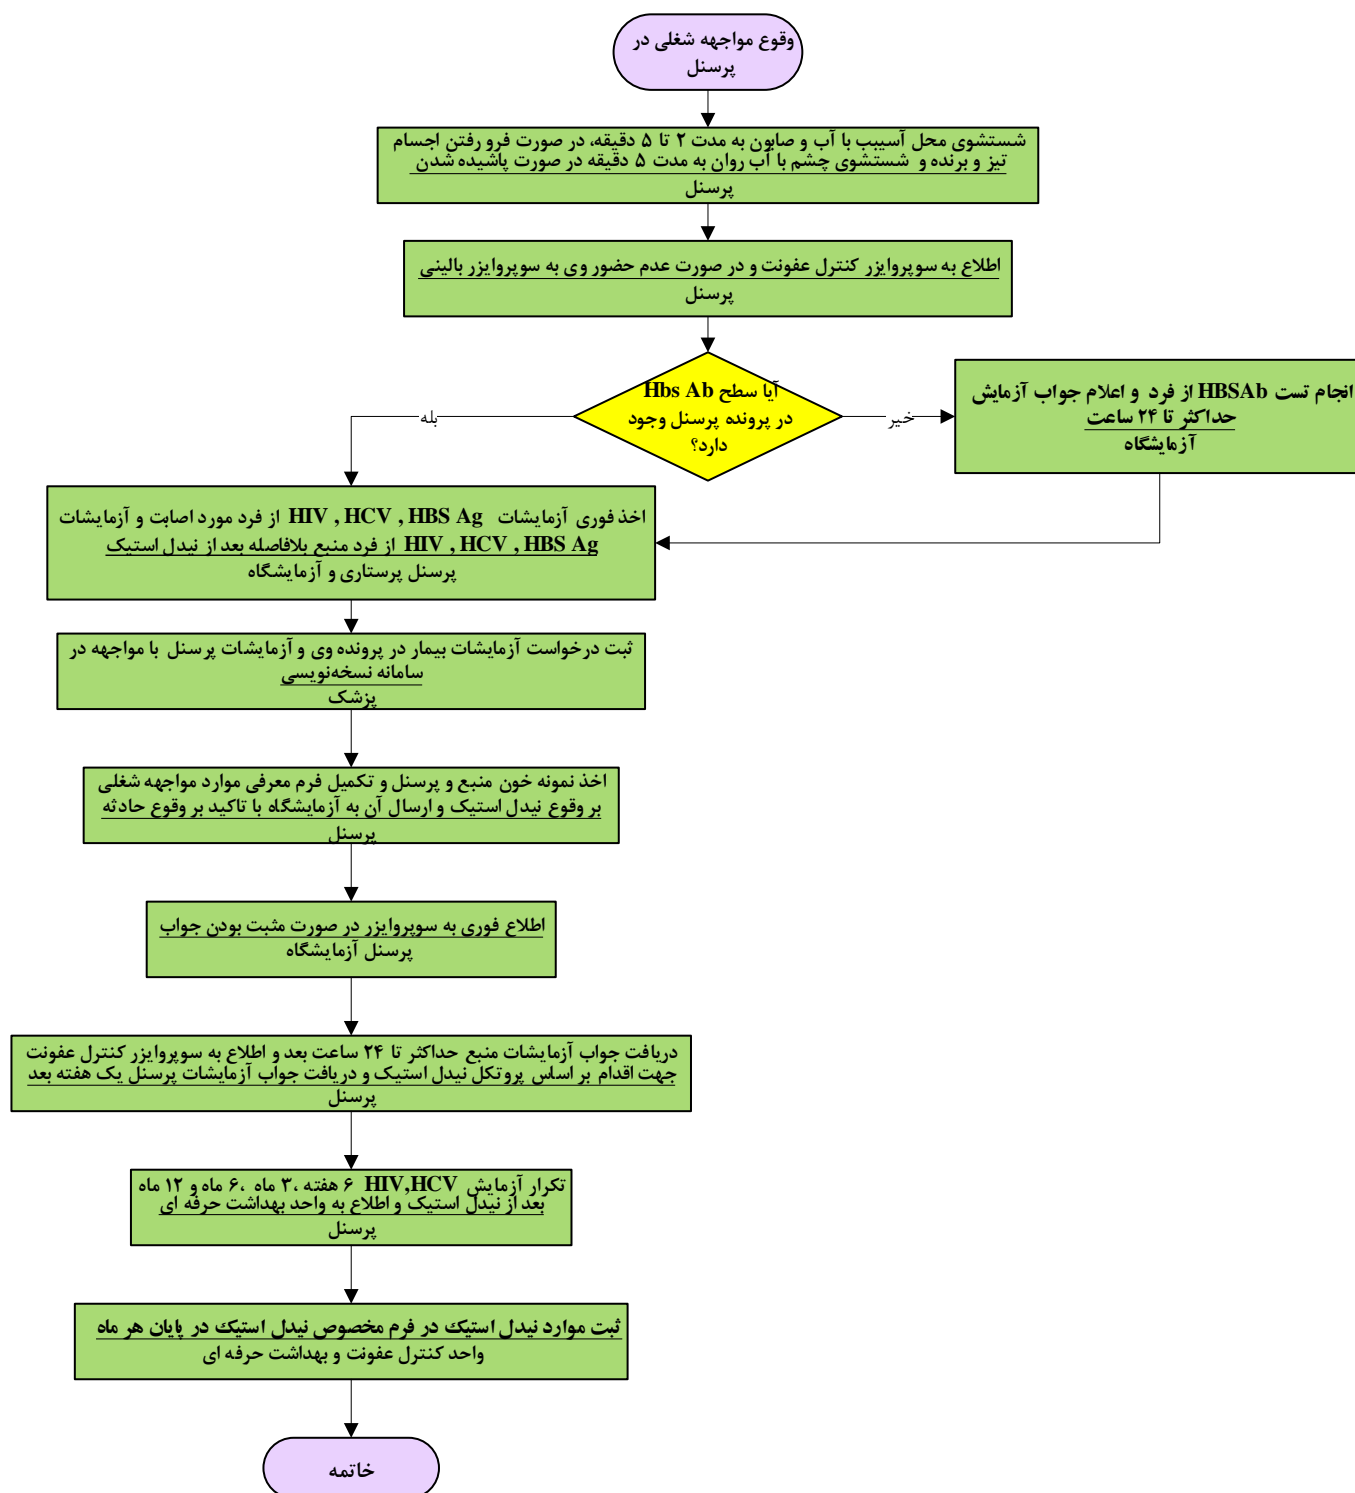 وقوع مواجهه شغلی در
پرسنل
شستشوی محل آسیب با آب و صابون به مدت ۲ تا ۵ دقیقه، در صورت فرو رفتن اجسام
تیز و برنده و شستشوی چشم با آب روان به مدت ۵ دقیقه در صورت پاشیده شدن
پرسنل
اطلاع به سوپروایزر کنترل عفونت و در صورت عدم حضور وی به سوپروایزر بالینی
پرسنل
آیا سطح Hbs Ab
در پرونده پرسنل وجود
دارد؟
خیر
بله
انجام تست HBSAb از فرد و اعلام جواب آزمایش
حداکثر تا ۲۴ ساعت
آزمایشگاه
اخذ فوری آزمایشات HIV , HCV , HBS Ag از فرد مورد اصابت و آزمایشات
HIV , HCV , HBS Ag از فرد منبع بلافاصله بعد از نیدل استیک
پرسنل پرستاری و آزمایشگاه
ثبت درخواست آزمایشات بیمار در پرونده وی و آزمایشات پرسنل با مواجهه در
سامانه نسخه‌نویسی
پزشک
اخذ نمونه خون منبع و پرسنل و تکمیل فرم معرفی موارد مواجهه شغلی
بر وقوع نیدل استیک و ارسال آن به آزمایشگاه با تاکید بر وقوع حادثه
پرسنل
اطلاع فوری به سوپروایزر در صورت مثبت بودن جواب
پرسنل آزمایشگاه
دریافت جواب آزمایشات منبع حداکثر تا ۲۴ ساعت بعد و اطلاع به سوپروایزر کنترل عفونت
جهت اقدام بر اساس پروتکل نیدل استیک و دریافت جواب آزمایشات پرسنل یک هفته بعد
پرسنل
تکرار آزمایش HIV,HCV ۶ هفته ،۳ ماه ،۶ ماه و ۱۲ ماه
بعد از نیدل استیک و اطلاع به واحد بهداشت حرفه ای
پرسنل
ثبت موارد نیدل استیک در فرم مخصوص نیدل استیک در پایان هر ماه
واحد کنترل عفونت و بهداشت حرفه ای
خاتمه